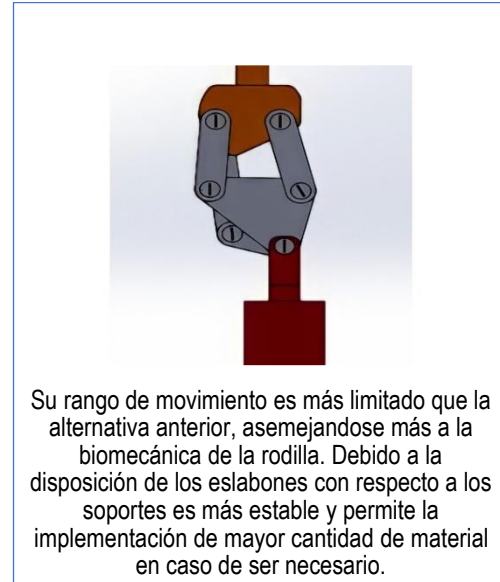 Su rango de movimiento es más limitado que la
alternativa anterior, asemejandose más a la
biomecánica de la rodilla. Debido a la
disposición de los eslabones con respecto a los
soportes es más estable y permite la
implementación de mayor cantidad de material
en caso de ser necesario.